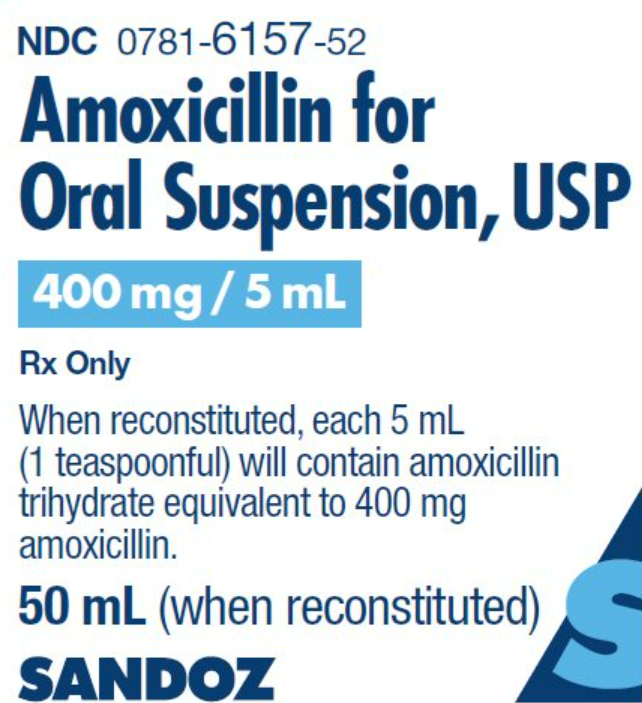 NDC 0781-6157-52
Amoxicillin for
Oral Suspension, USP
400 mg / 5 mL
Rx Only
When reconstituted, each 5 mL
(1 teaspoonful) will contain amoxicillin
trihydrate equivalent to 400 mg
amoxicillin.
50 mL (when reconstituted)
SANDOZ
S